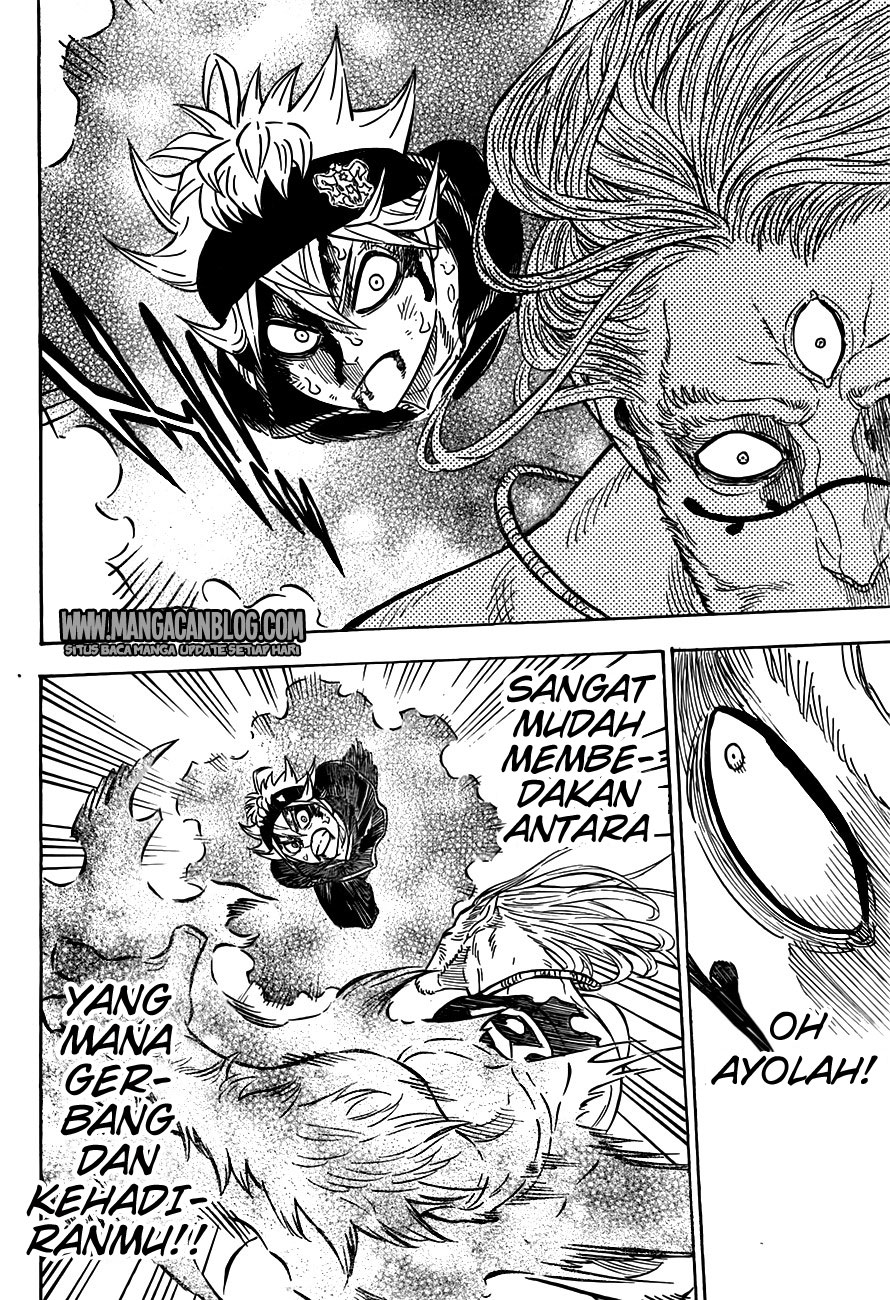 WWW.MANGACANBLOG.COM
SITUS BACA MANGA UPDATE SETIAP HARI
OH
AYOLAH!
SANGAT
MUDAH
MEMBE-
DAKAN
ANTARA
YANG
MANA
GER-
BANG
DAN
KEHADI-
RANMU!!